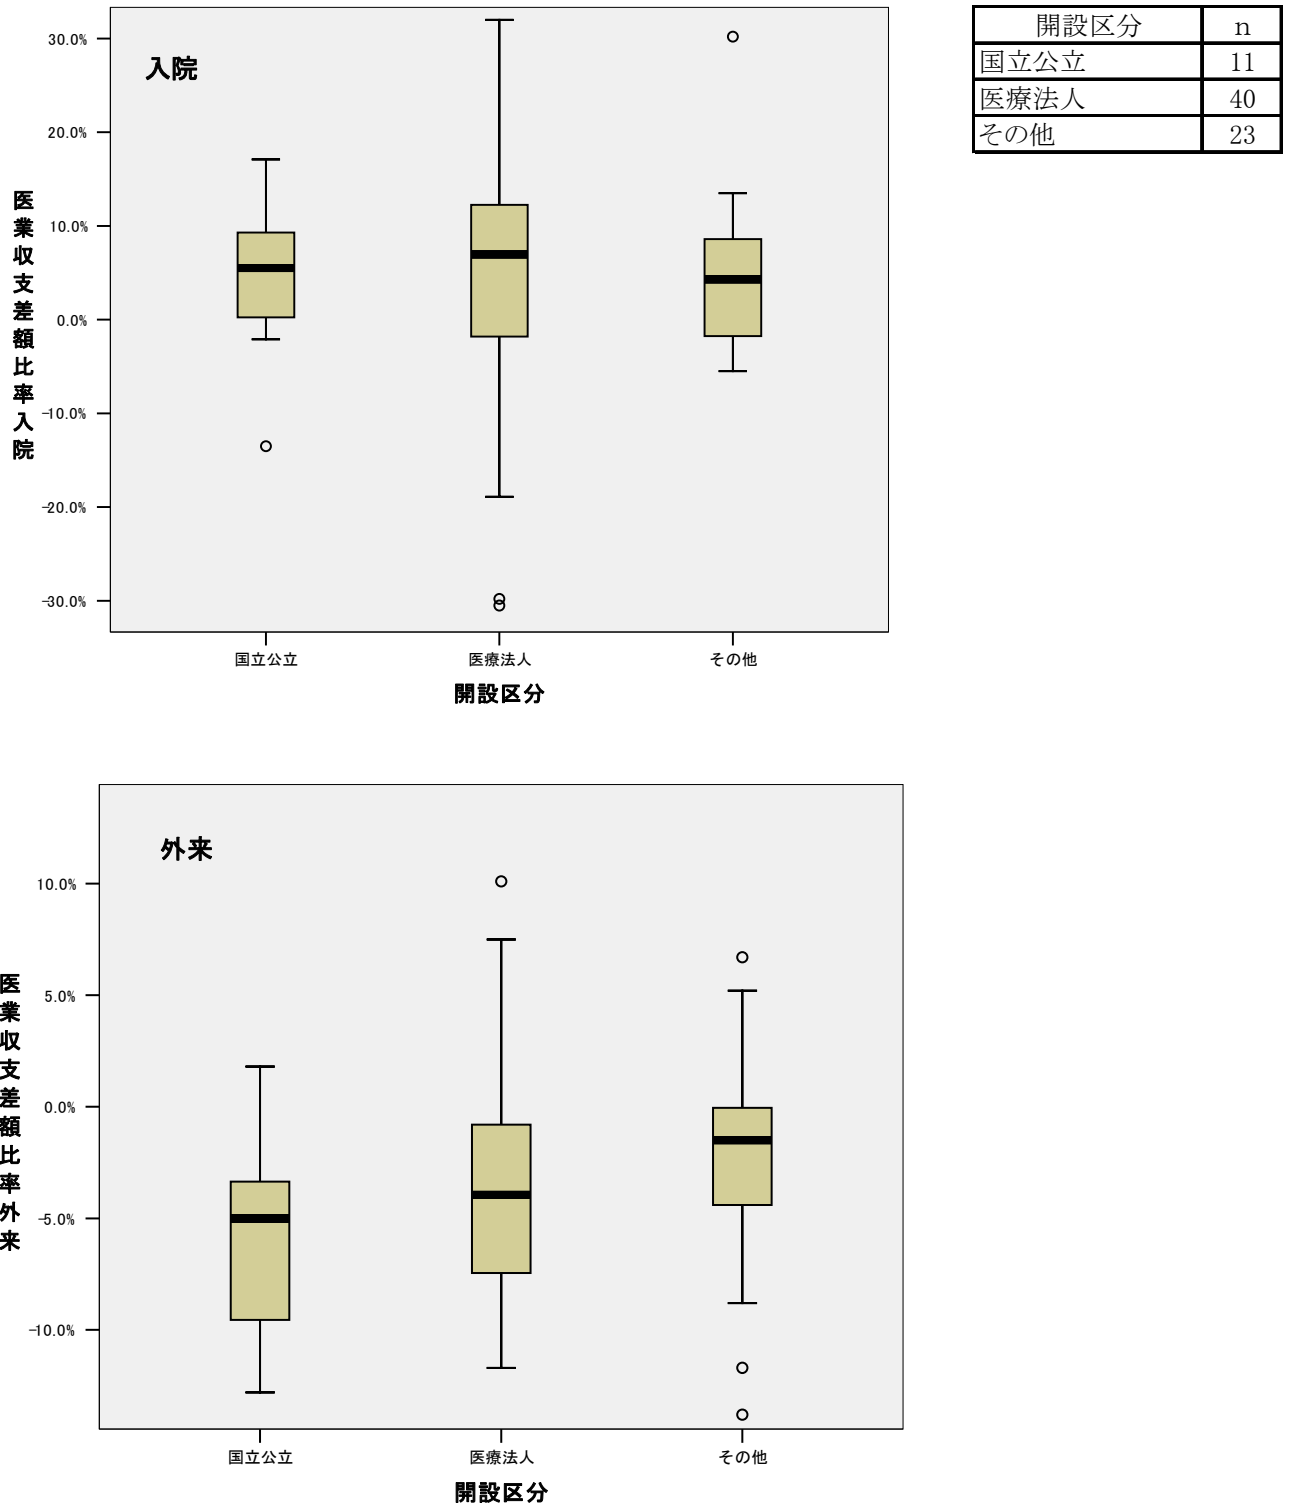 入院
30.0%
20.0%
10.0%
0.0%
-10.0%
-20.0%
-30.0%
医業収支差額比率入院
国立公立 医療法人 その他
開設区分
開設区分 n
国立公立 11
医療法人 40
その他 23
外来
10.0%
5.0%
0.0%
-5.0%
-10.0%
医業収支差額比率外来
国立公立 医療法人 その他
開設区分